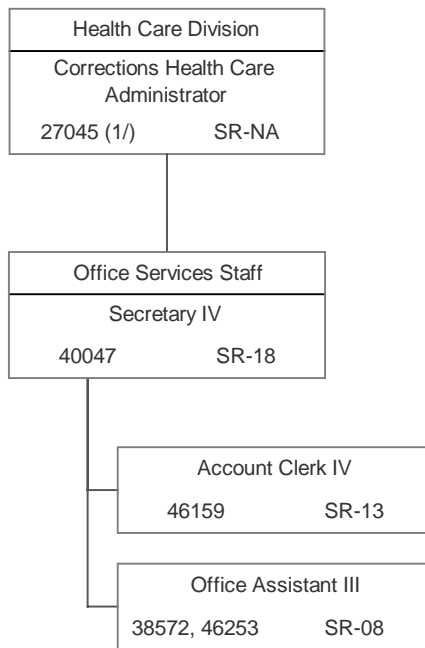 Health Care Division
Corrections Health Care
Administrator
27045 (1/) SR-NA
Office Services Staff
Secretary IV
40047 SR-18
Account Clerk IV
46159 SR-13
Office Assistant III
38572, 46253 SR-08